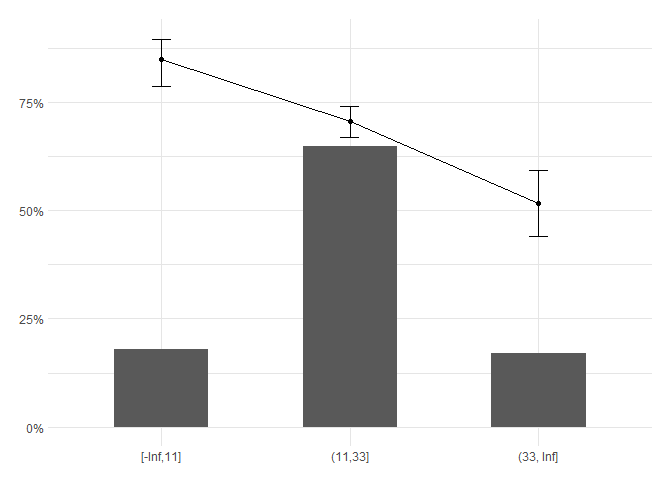 75%
50%
25%
0%
[-Inf,11]
(11,33]
(33, Inf]